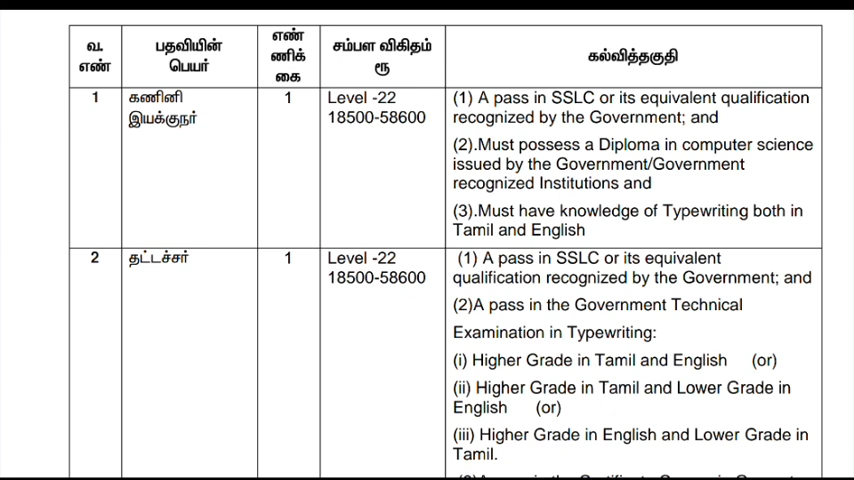 வ. எண்
பதவியின் பெயர்
எண் ணிக் கை
சம்பள விகிதம் ரூ
கல்வித்தகுதி
1
கணினி
இயக்குநர்
1
Level -22
18500-58600
(1) A pass in SSLC or its equivalent qualification
recognized by the Government; and
(2).Must possess a Diploma in computer science
issued by the Government/Government
recognized Institutions and
(3).Must have knowledge of Typewriting both in
Tamil and English
2
தட்டச்சர்
1
Level -22
18500-58600
(1) A pass in SSLC or its equivalent
qualification recognized by the Government; and
(2)A pass in the Government Technical
Examination in Typewriting:
(i) Higher Grade in Tamil and English (or)
(ii) Higher Grade in Tamil and Lower Grade in
English (or)
(iii) Higher Grade in English and Lower Grade in
Tamil.